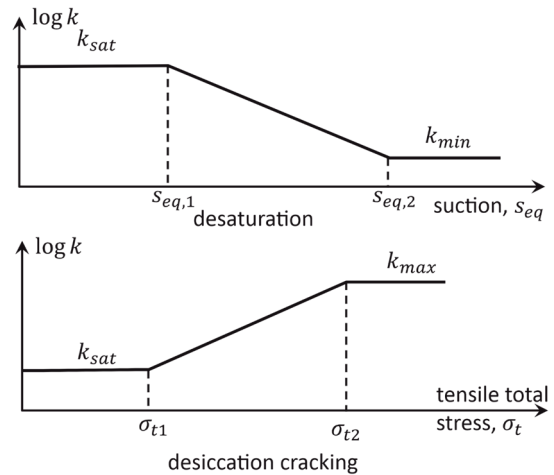 log k
k_sat
k_min
s_eq,1
s_eq,2
suction, s_eq
desaturation
log k
k_max
k_sat
tensile total
σ_t1
σ_t2
stress, σ_t
desiccation cracking